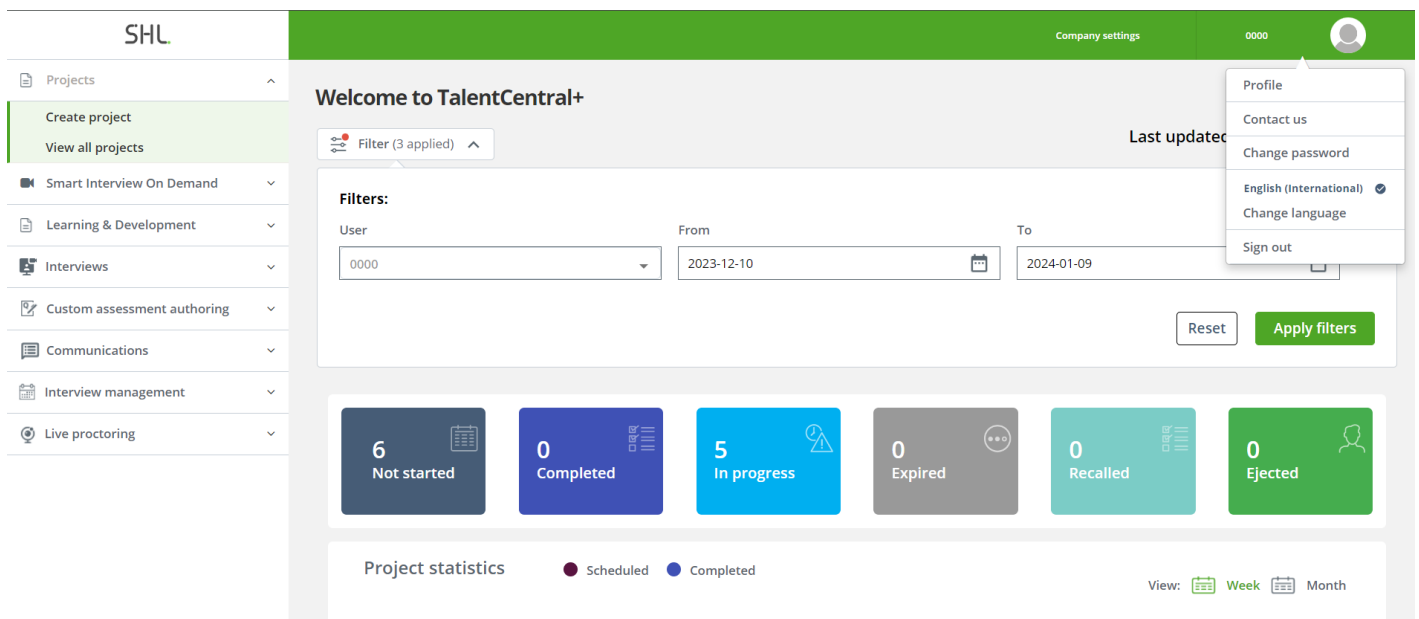 SHL.
Company settings
0000
Projects
Create project
View all projects
Smart Interview On Demand
Learning & Development
Interviews
Custom assessment authoring
Communications
Interview management
Live proctoring
Profile
Contact us
Change password
English (International)
Change language
Sign out
Welcome to TalentCentral+
Filter (3 applied)
Last updated
Filters:
User
From
To
0000
2023-12-10
2024-01-09
Reset
Apply filters
6
Not started
0
Completed
5
In progress
0
Expired
0
Recalled
0
Ejected
Project statistics
Scheduled
Completed
View:
Week
Month